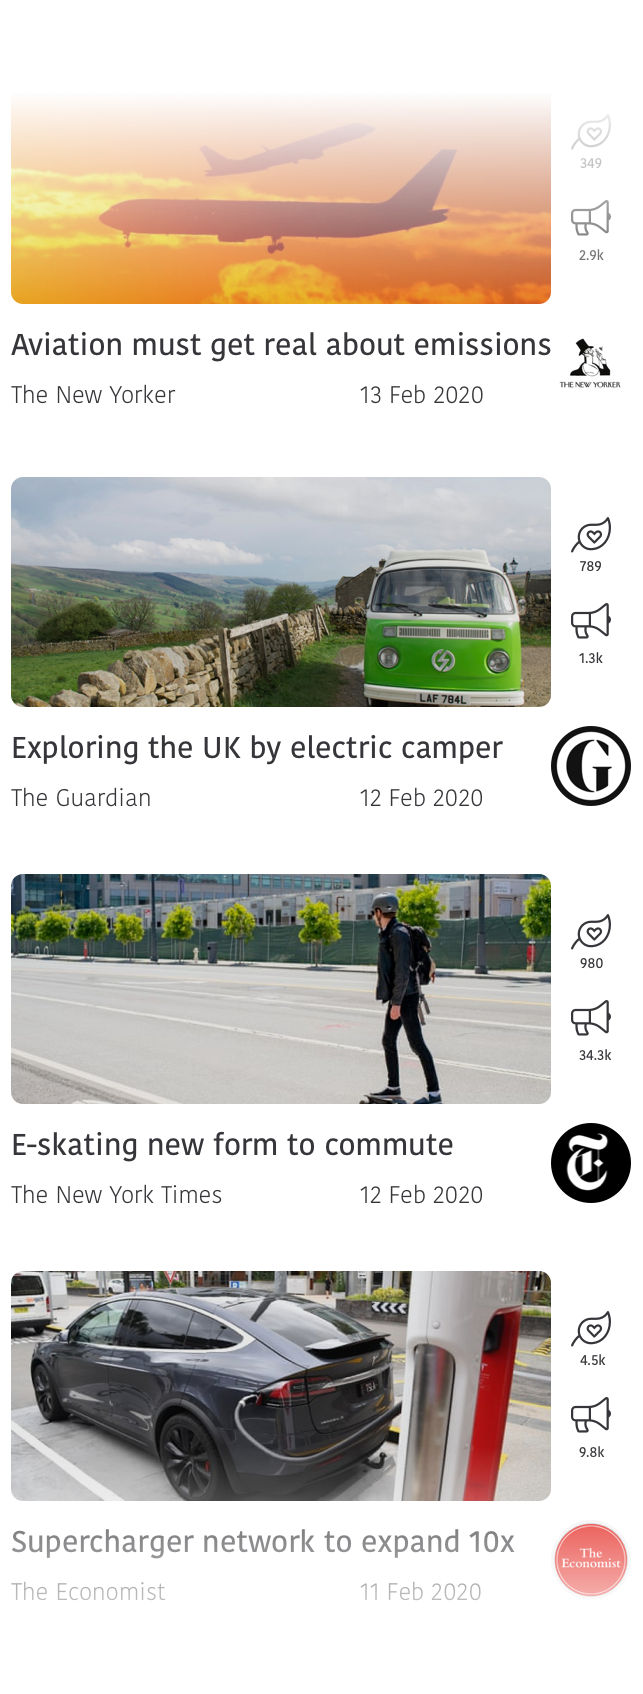 349
2.9k
Aviation must get real about emissions
The New Yorker
13 Feb 2020
THE NEW YORKER
LAF 784L
789
1.3k
Exploring the UK by electric camper
The Guardian
12 Feb 2020
G
980
34.3k
E-skating new form to commute
The New York Times
12 Feb 2020
T
4.5k
9.8k
Supercharger network to expand 10x
The Economist
11 Feb 2020
The
Economist